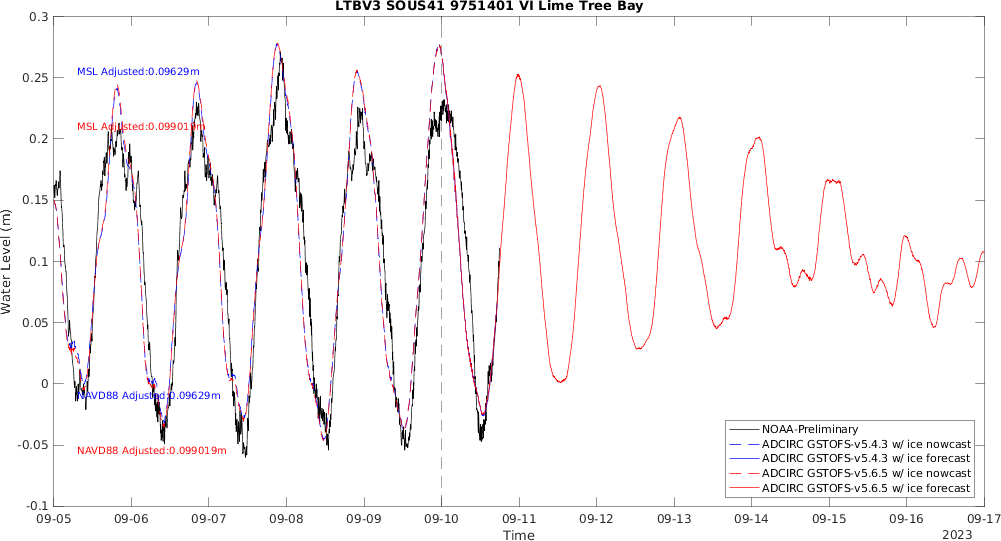 LTBV3 SOUS41 9751401 VI Lime Tree Bay
0.3
0.25
0.2
0.15
0.1
0.05
0
-0.05
-0.1
Water Level (m)
MSL Adjusted:0.09629m
MSL Adjusted:0.099019m
NAVD88 Adjusted:0.09629m
NAVD88 Adjusted:0.099019m
NOAA-Preliminary
ADCIRC GSTOFS-v5.4.3 w/ ice nowcast
ADCIRC GSTOFS-v5.4.3 w/ ice forecast
ADCIRC GSTOFS-v5.6.5 w/ ice nowcast
ADCIRC GSTOFS-v5.6.5 w/ ice forecast
09-05 09-06 09-07 09-08 09-09 09-10 09-11 09-12 09-13 09-14 09-15 09-16 09-17
Time
2023